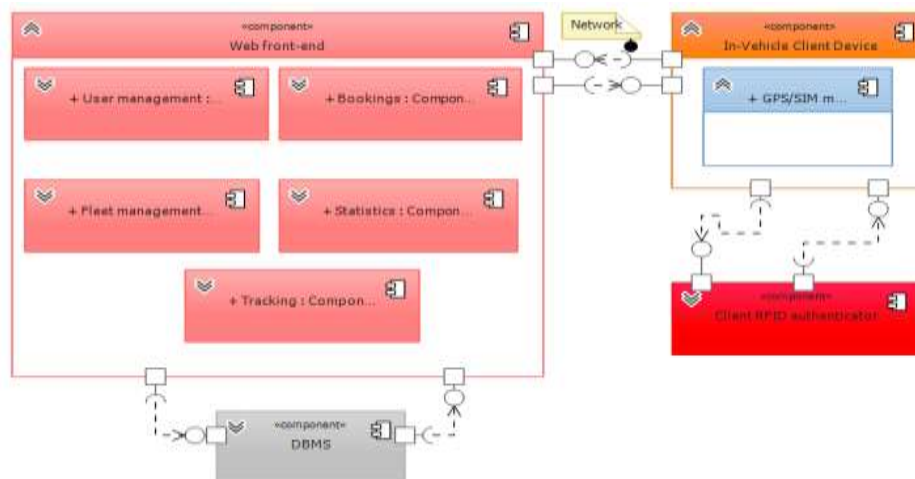 «component»
Web front-end
Network
«component»
In-Vehicle Client Device
+ User management :...
+ Bookings : Compon...
+ GPS/SIM m...
+ Fleet management...
+ Statistics : Compon...
+ Tracking : Compon...
«component»
Client RFID authenticator
«component»
DBMS